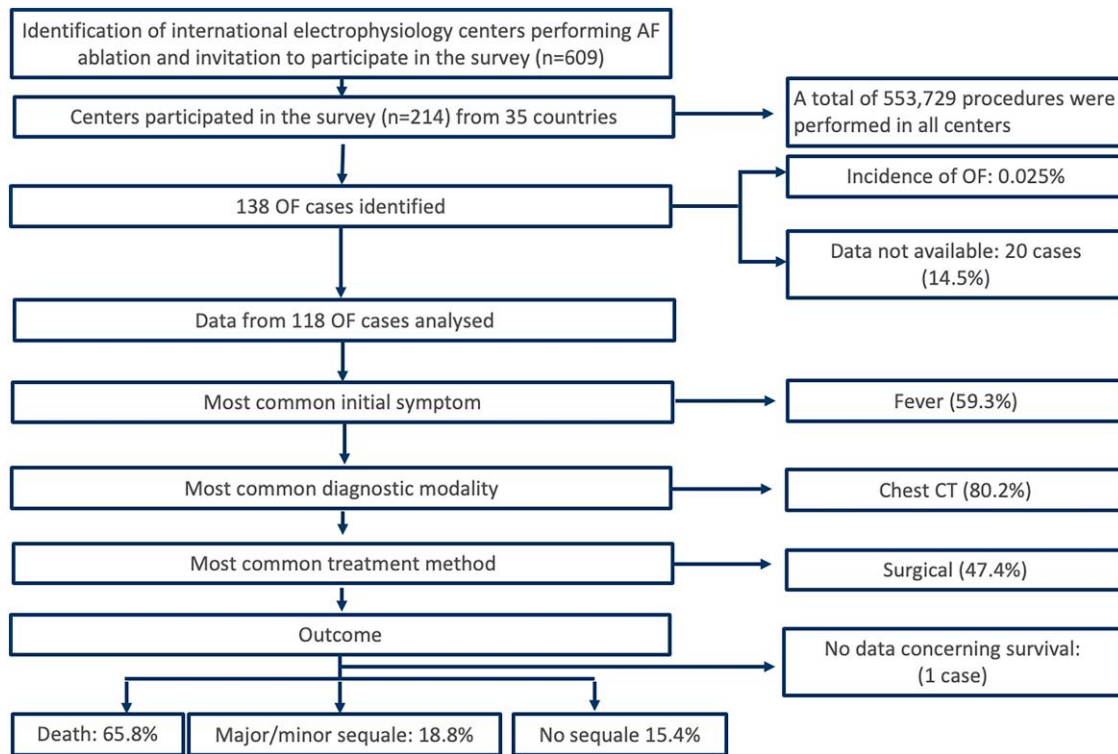 Identification of international electrophysiology centers performing AF
ablation and invitation to participate in the survey (n=609)
Centers participated in the survey (n=214) from 35 countries
A total of 553,729 procedures were
performed in all centers
138 OF cases identified
Incidence of OF: 0.025%
Data not available: 20 cases
(14.5%)
Data from 118 OF cases analysed
Most common initial symptom
Fever (59.3%)
Most common diagnostic modality
Chest CT (80.2%)
Most common treatment method
Surgical (47.4%)
Outcome
No data concerning survival:
(1 case)
Death: 65.8%
Major/minor sequale: 18.8%
No sequale 15.4%